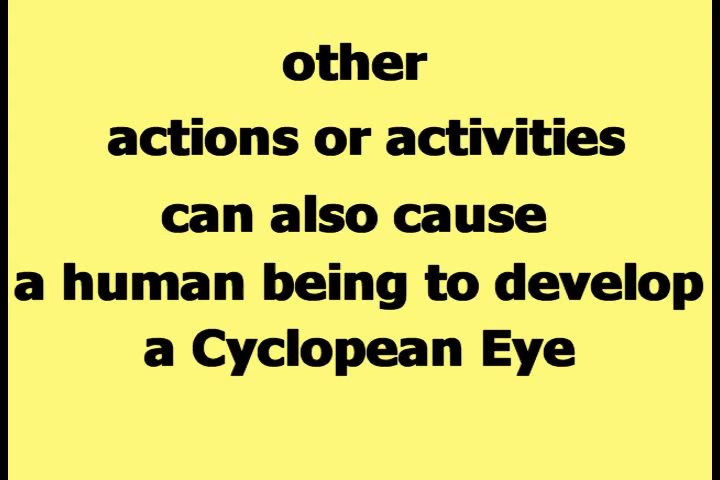 other
actions or activities
can also cause
a human being to develop
a Cyclopean Eye